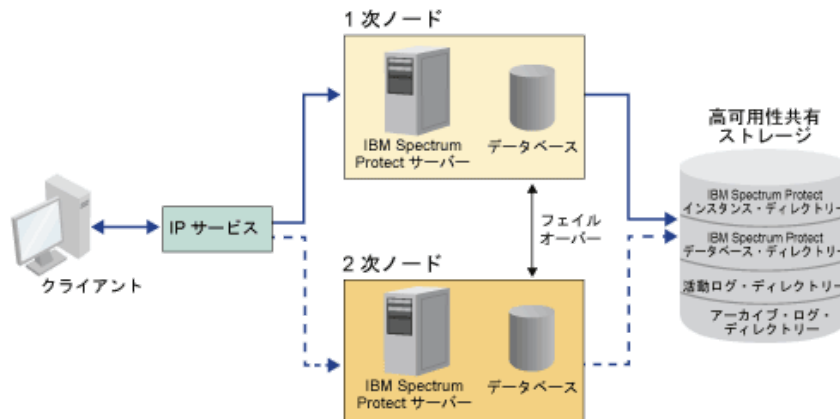 1 次ノード
IBM Spectrum
Protect サーバー
データベース
クライアント
IP サービス
フェイル
オーバー
2 次ノード
IBM Spectrum
Protect サーバー
データベース
高可用性共有
ストレージ
IBM Spectrum Protect
インスタンス・ディレクトリー
IBM Spectrum Protect
データベース・ディレクトリー
活動ログ・ディレクトリー
アーカイブ・ログ・
ディレクトリー